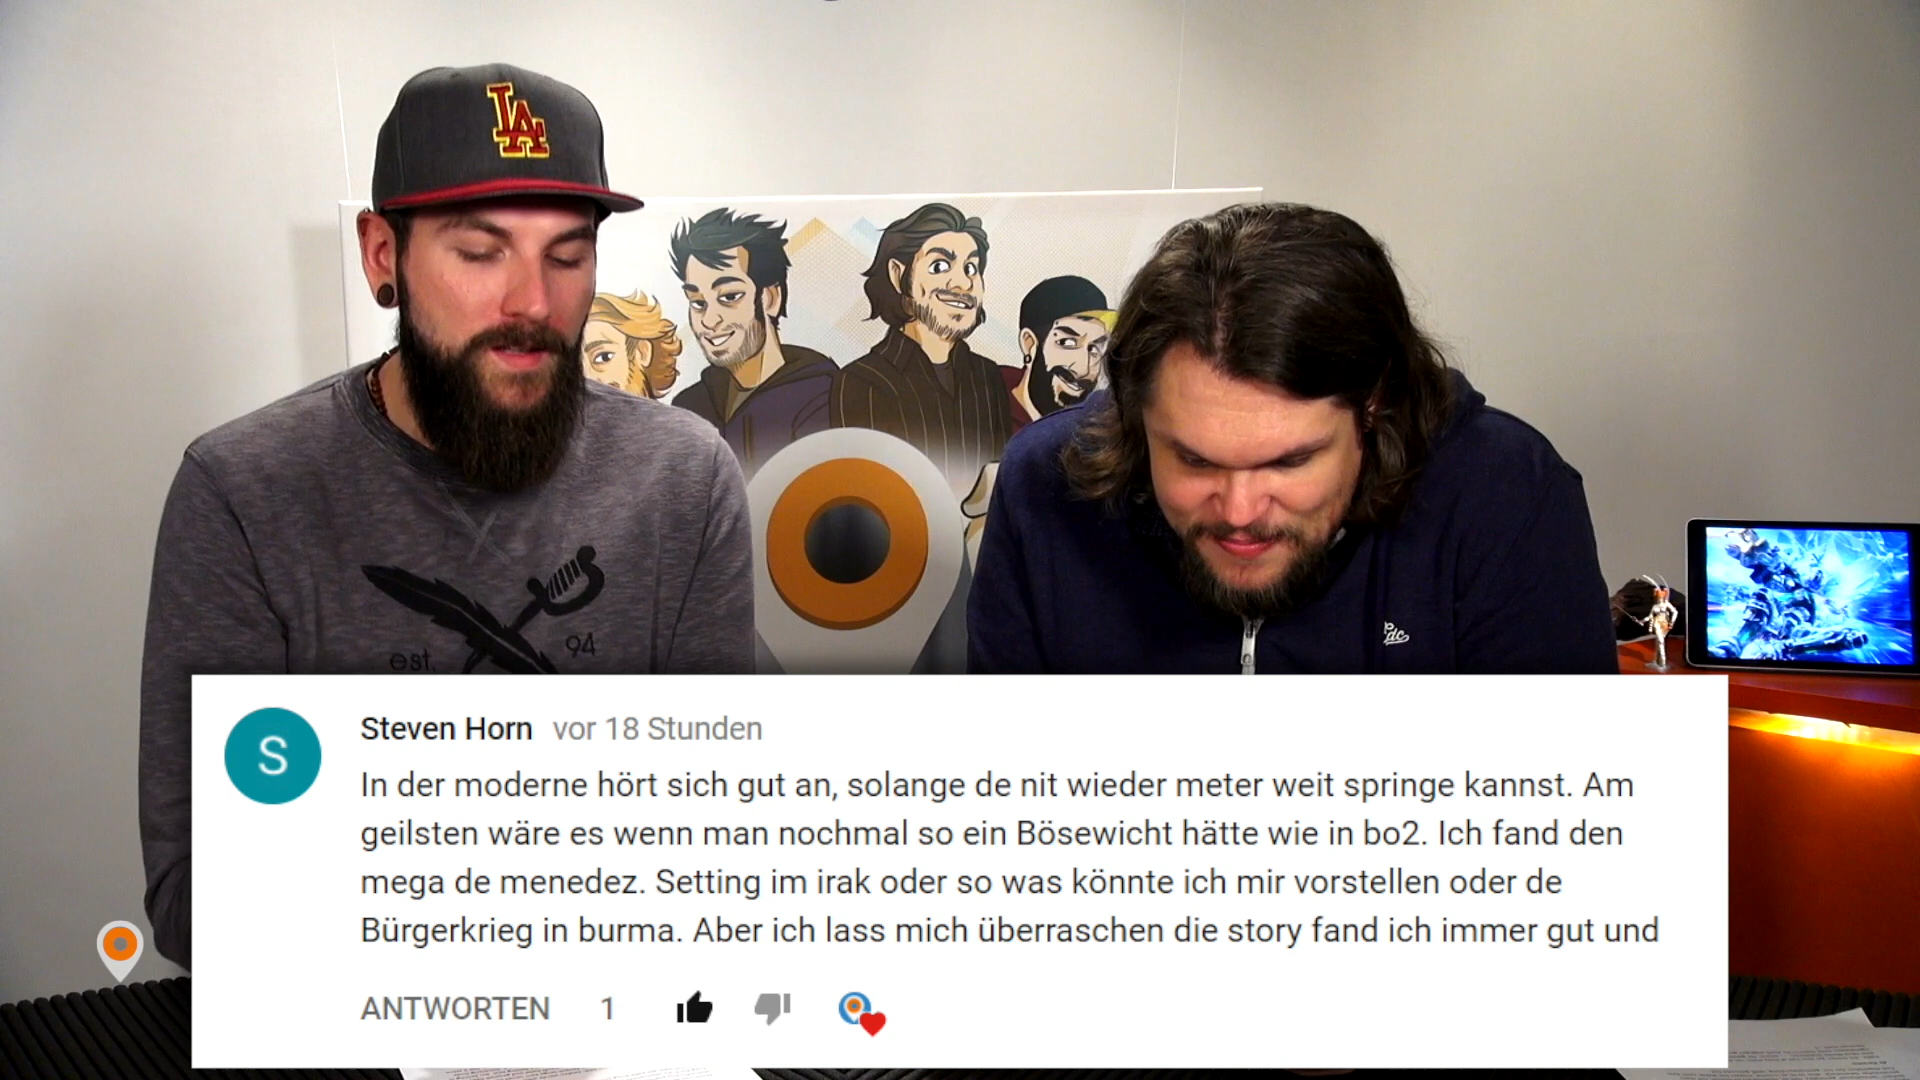 LA
est.
94
Pdc
Steven Horn vor 18 Stunden
In der moderne hört sich gut an, solange de nit wieder meter weit springe kannst. Am
geilsten wäre es wenn man nochmal so ein Bösewicht hätte wie in bo2. Ich fand den
mega de menedez. Setting im irak oder so was könnte ich mir vorstellen oder de
Bürgerkrieg in burma. Aber ich lass mich überraschen die story fand ich immer gut und
ANTWORTEN 1